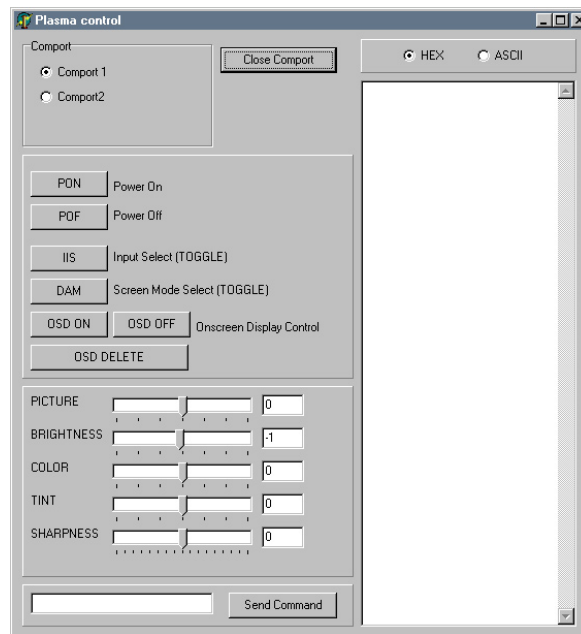 Plasma control
Comport
Comport 1
Comport2
Close Comport
HEX ASCII
PON Power On
POF Power Off
IIS Input Select (TOGGLE)
DAM Screen Mode Select (TOGGLE)
OSD ON OSD OFF Onscreen Display Control
OSD DELETE
PICTURE 0
BRIGHTNESS -1
COLOR 0
TINT 0
SHARPNESS 0
Send Command